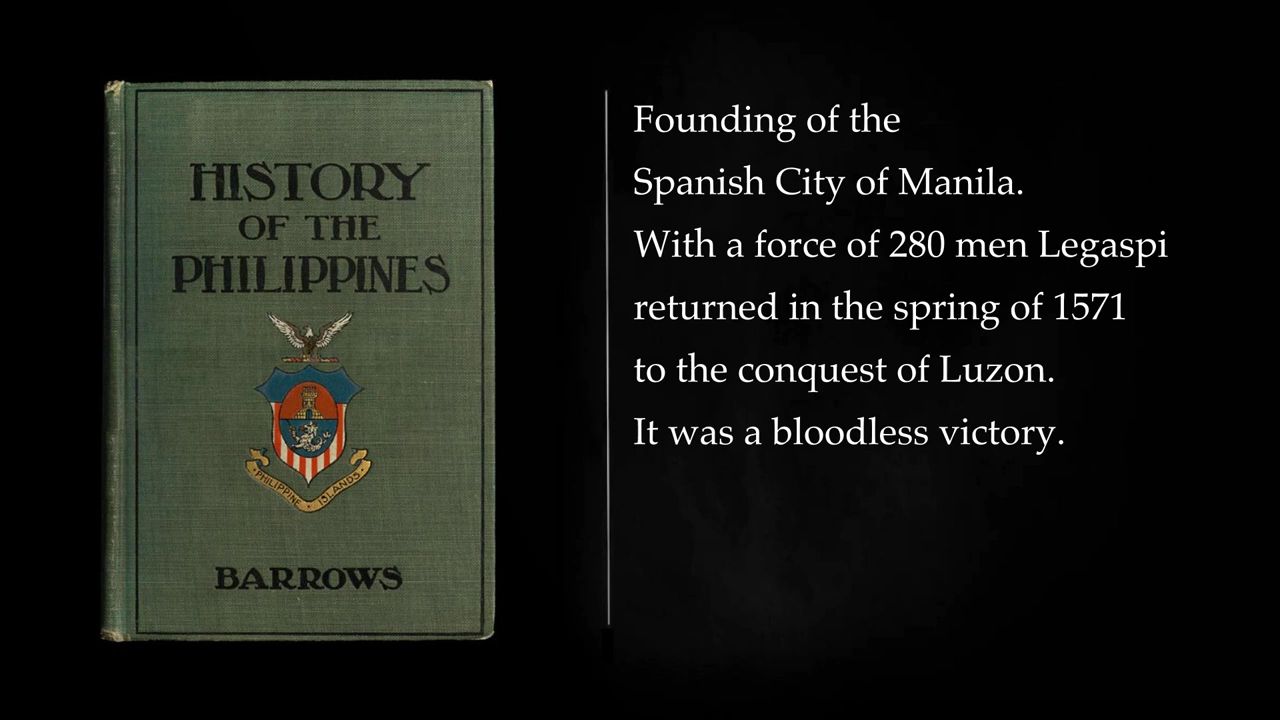 HISTORY
OF THE
PHILIPPINES
PHILIPPINE ISLANDS
BARROWS
Founding of the
Spanish City of Manila.
With a force of 280 men Legaspi
returned in the spring of 1571
to the conquest of Luzon.
It was a bloodless victory.